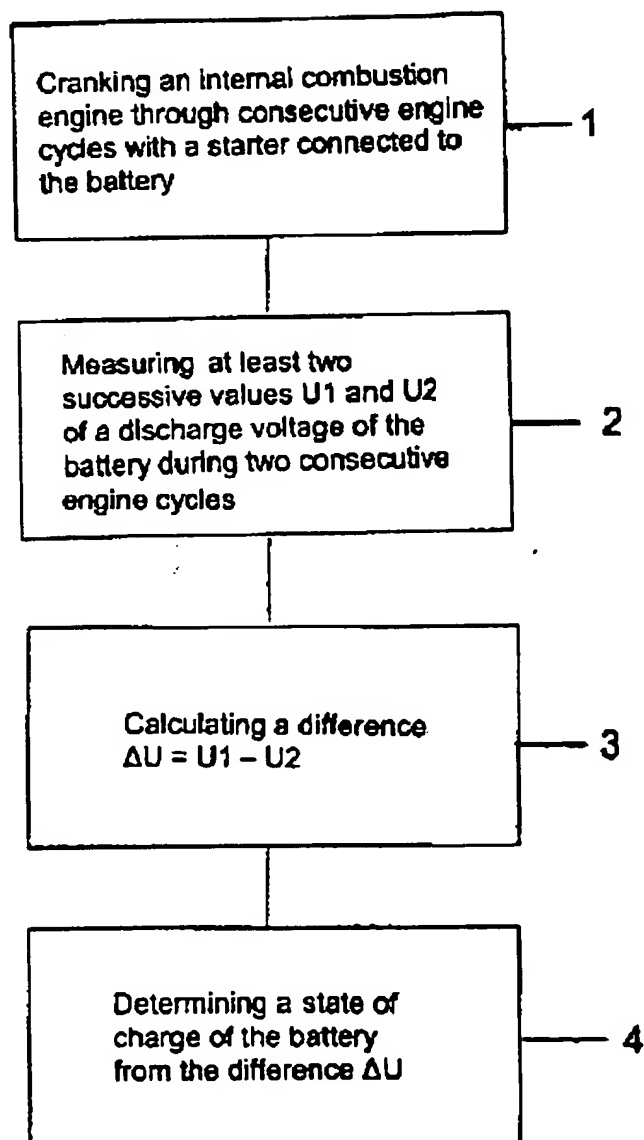 Cranking an internal combustion
engine through consecutive engine
cycles with a starter connected to
the battery
1
Measuring at least two
successive values U1 and U2
of a discharge voltage of the
battery during two consecutive
engine cycles
2
Calculating a difference
ΔU = U1 – U2
3
Determining a state of
charge of the battery
from the difference ΔU
4